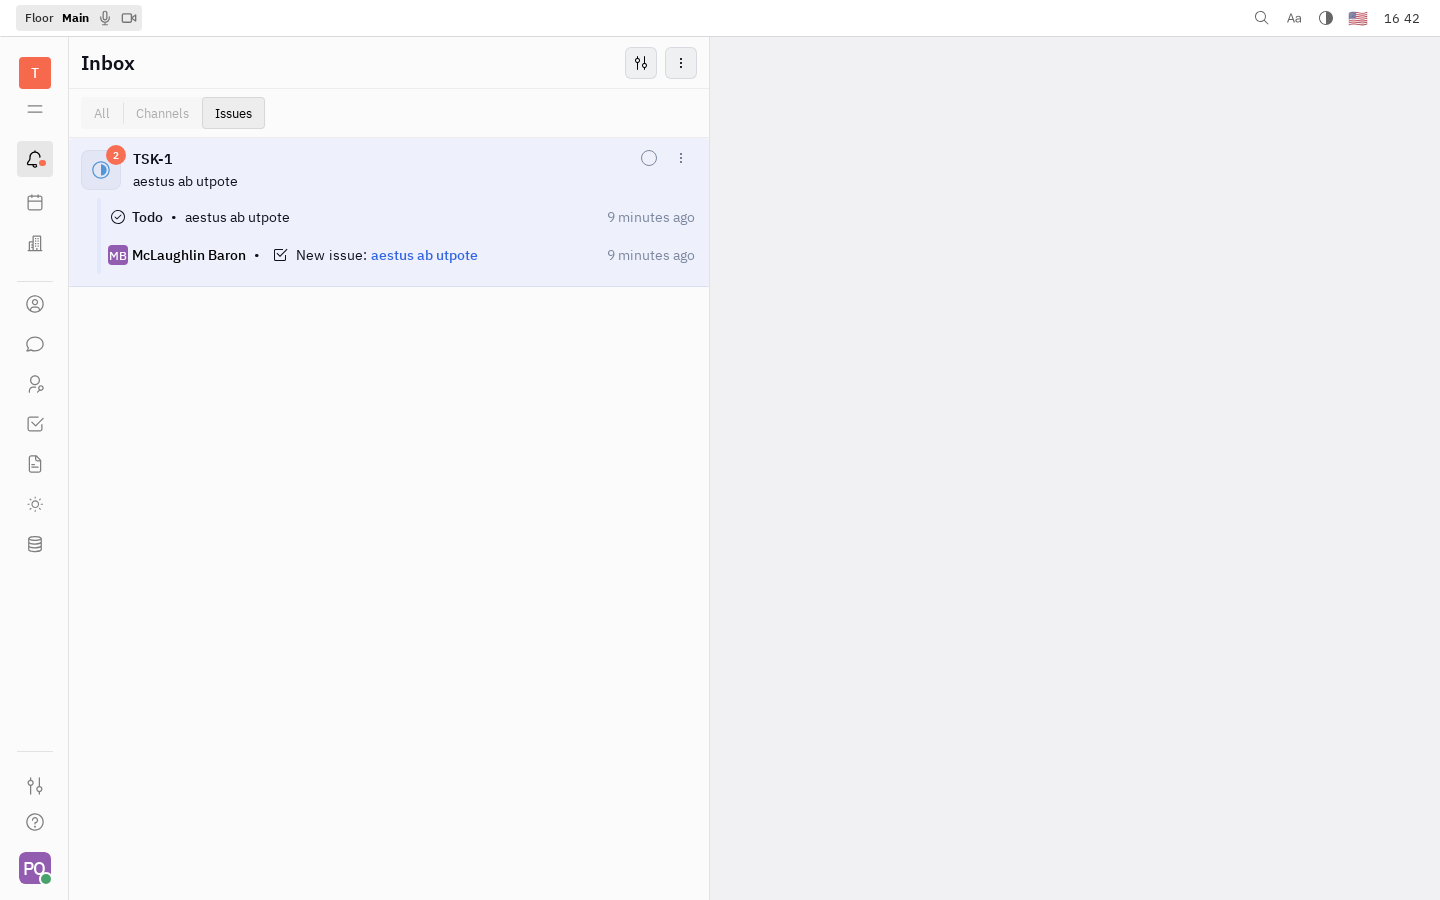 Floor Main
Aa
16 42
T
Inbox
All
Channels
Issues
2
TSK-1
aestus ab utpote
Todo • aestus ab utpote
9 minutes ago
MB
McLaughlin Baron • New issue: aestus ab utpote
9 minutes ago
PO